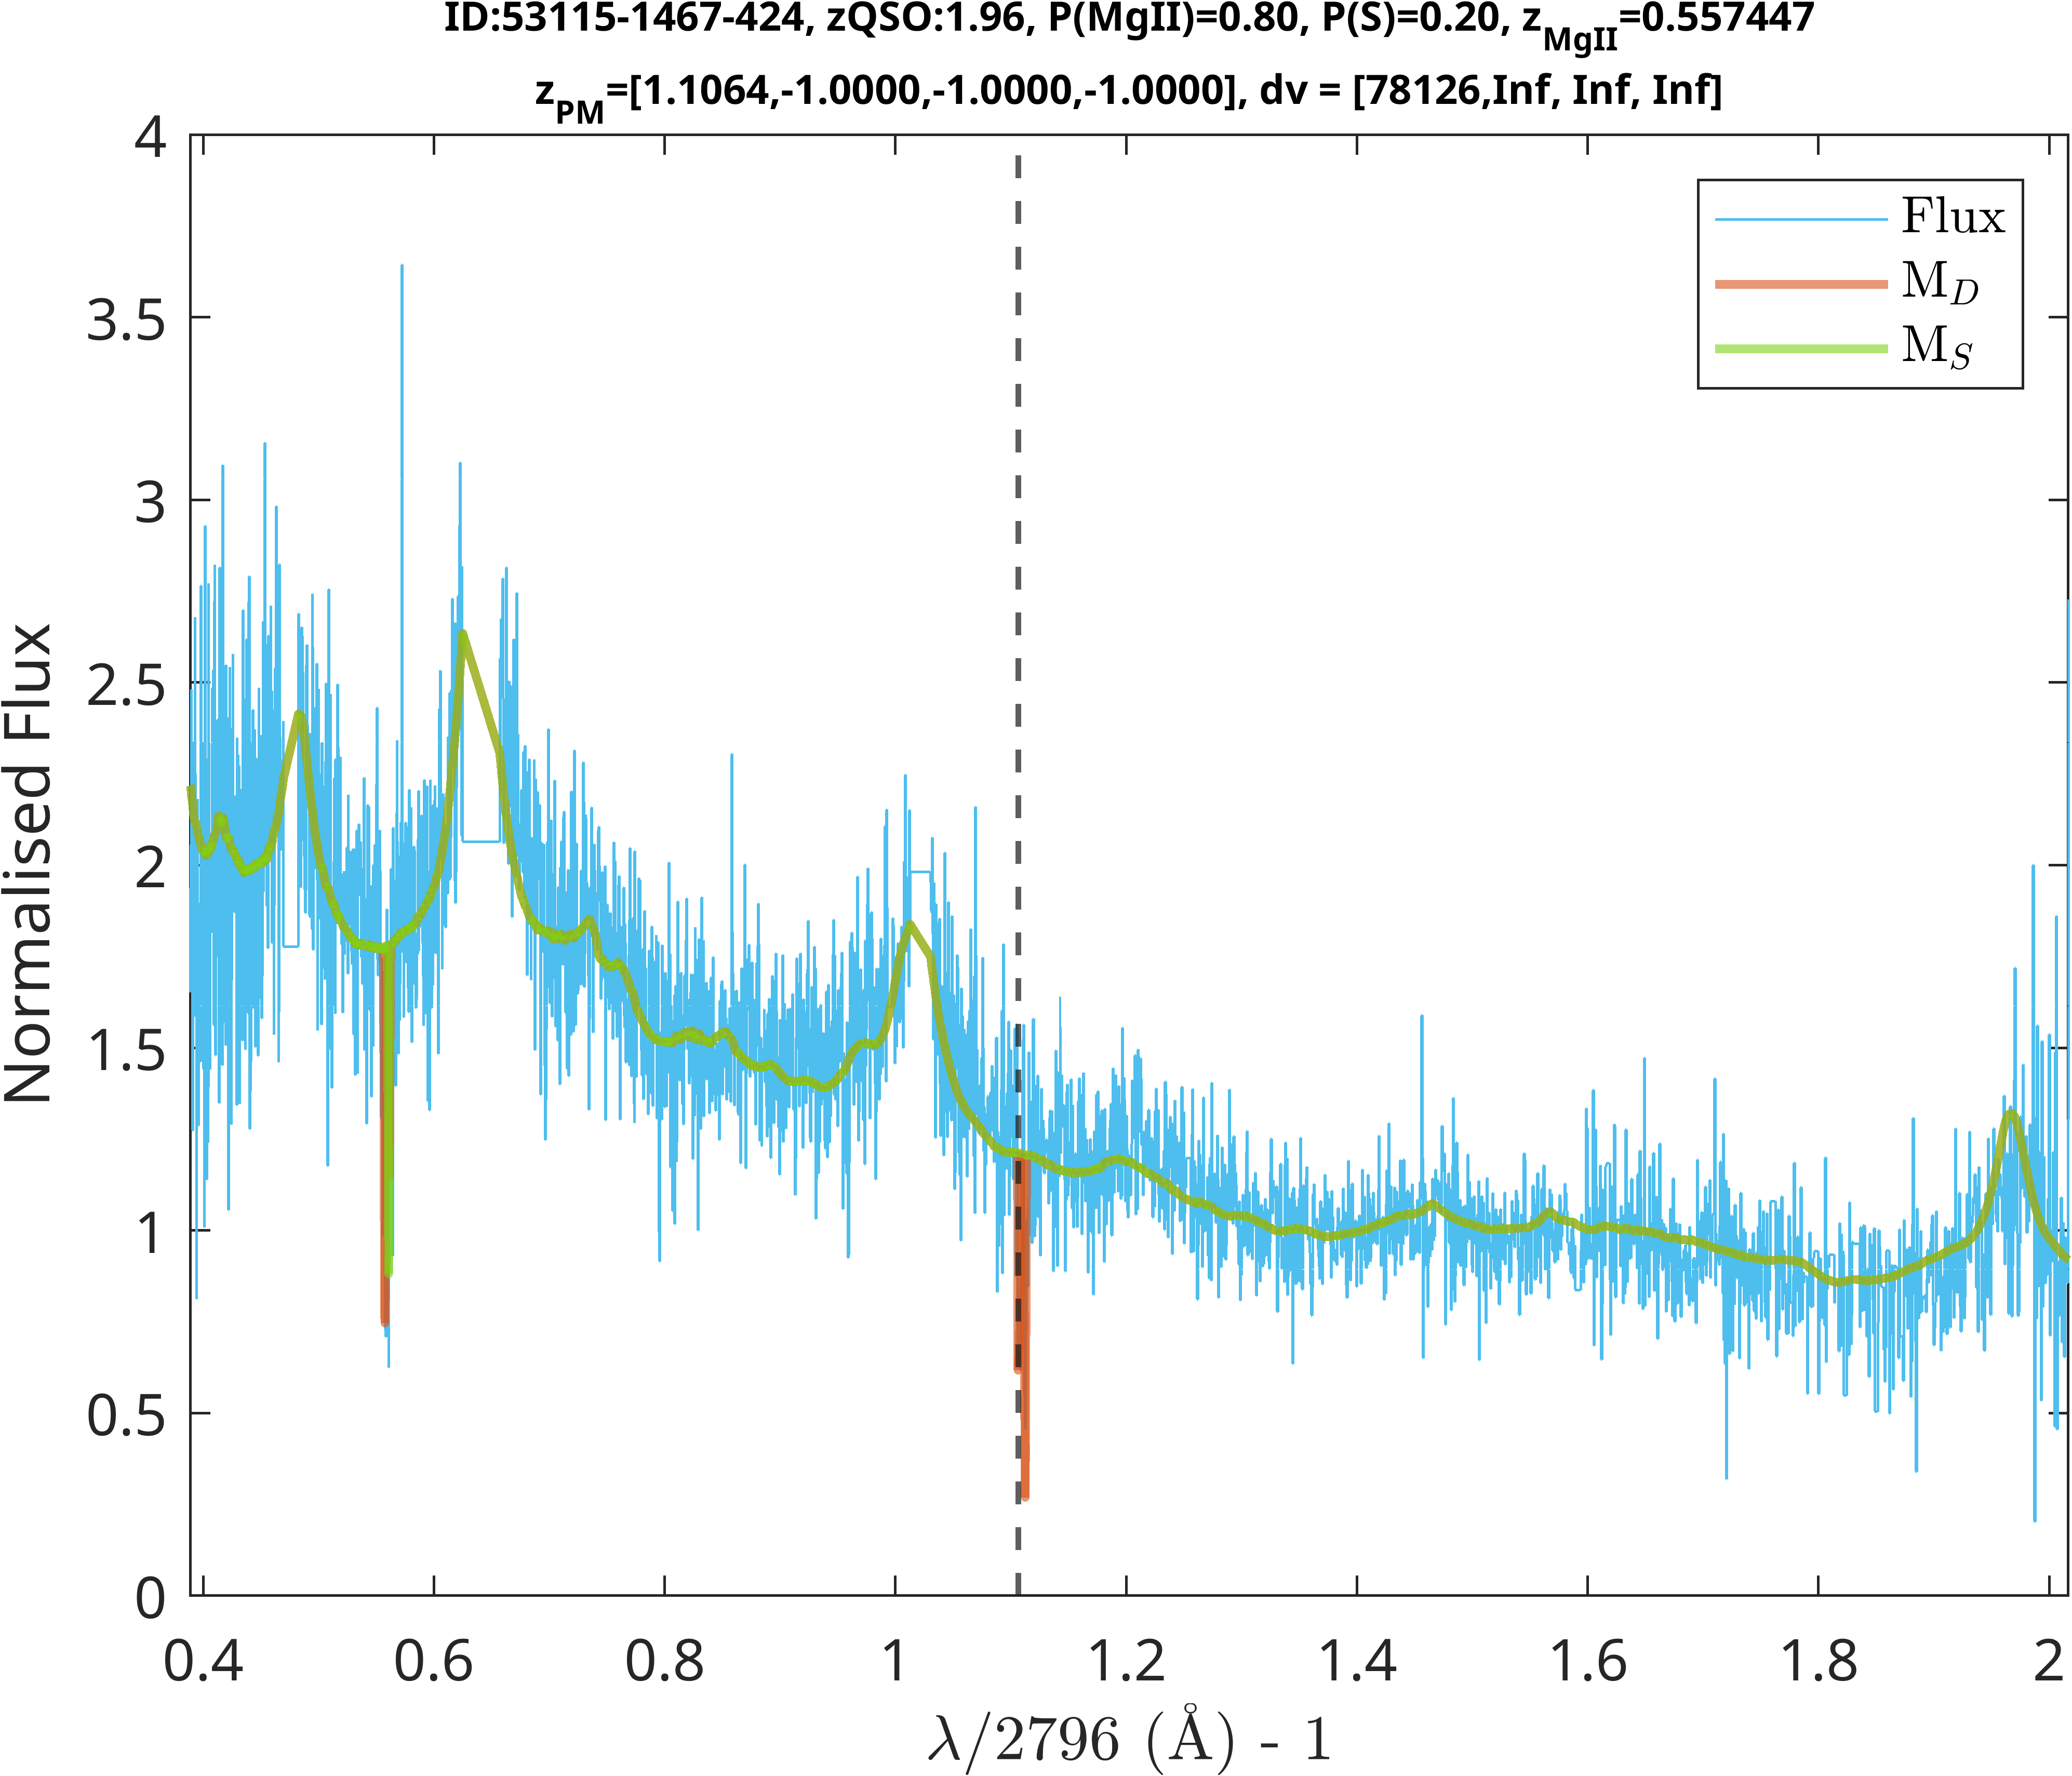 ID:53115-1467-424, zQSO:1.96, P(MgII)=0.80, P(S)=0.20, zMgII=0.557447
zPM=[1.1064,-1.0000,-1.0000,-1.0000], dv = [78126,Inf, Inf, Inf]
4
3.5
3
2.5
2
1.5
1
0.5
0
Normalised Flux
Flux
MD
MS
0.4 0.6 0.8 1 1.2 1.4 1.6 1.8 2
λ/2796 (Å) - 1